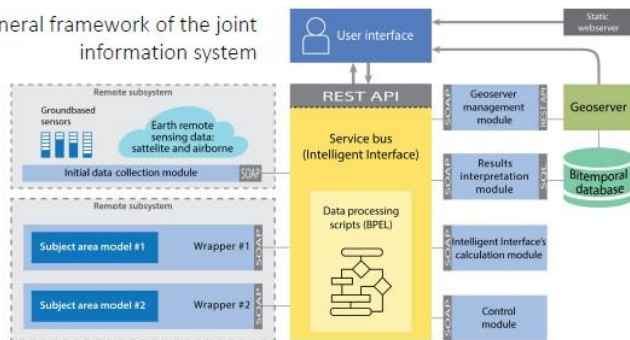 neral framework of the joint
information system
Static
webserver
User interface
REST API
Remote subsystem
Groundbased
sensors
Earth remote
sensing data:
sattelite and airborne
Initial data collection module
SOAP
Service bus
(Intelligent Interface)
SOAP
Geoserver
management
module
REST API
Geoserver
SOAP
Results
interpretation
module
SQL
Bitemporal
database
Remote subsystem
Subject area model #1
Wrapper #1
SOAP
Subject area model #2
Wrapper #2
SOAP
Data processing
scripts (BPEL)
SOAP
Intelligent Interface's
calculation module
SOAP
Control
module